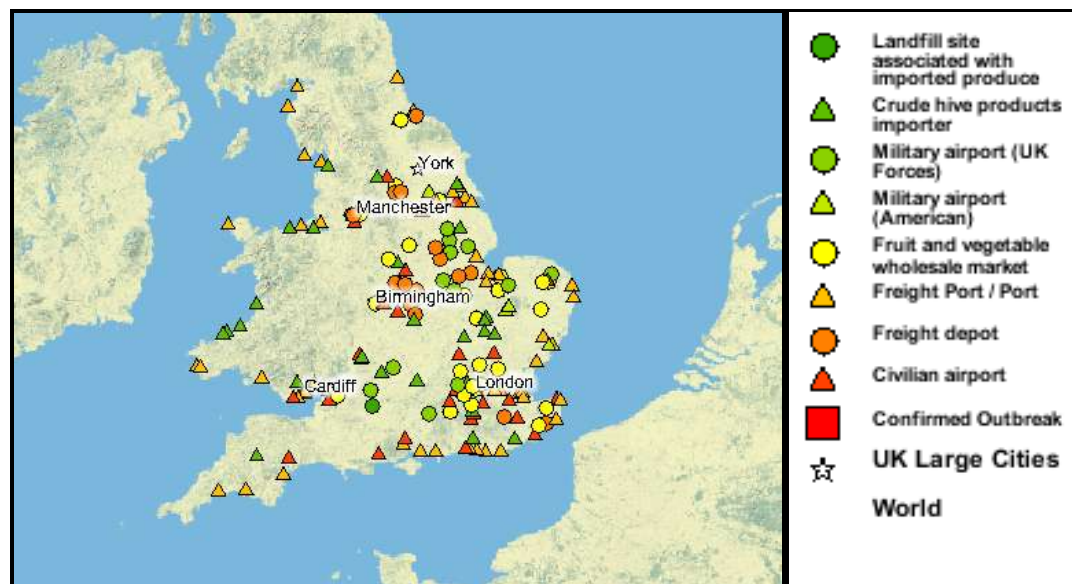 York
Manchester
Birmingham
Cardiff
London
Landfill site
associated with
imported produce
Crude hive products
importer
Military airport (UK
Forces)
Military airport
(American)
Fruit and vegetable
wholesale market
Freight Port / Port
Freight depot
Civilian airport
Confirmed Outbreak
UK Large Cities
World